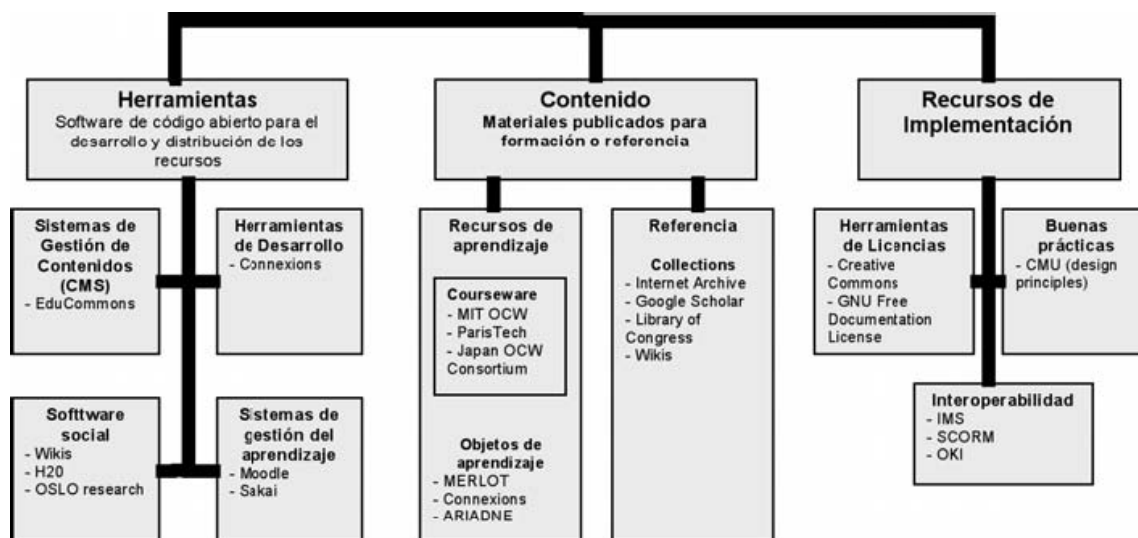 Herramientas
Software de código abierto para el
desarrollo y distribución de los
recursos
Sistemas de
Gestión de
Contenidos
(CMS)
- EduCommons
Herramientas
de Desarrollo
- Connexions
Softtware
social
- Wikis
- H20
- OSLO research
Sistemas de
gestión del
aprendizaje
- Moodle
- Sakai
Contenido
Materiales publicados para
formación o referencia
Recursos de
aprendizaje
Courseware
- MIT OCW
- ParisTech
- Japan OCW
Consortium
Objetos de
aprendizaje
- MERLOT
- Connexions
- ARIADNE
Referencia
Collections
- Internet Archive
- Google Scholar
- Library of
Congress
- Wikis
Recursos de
Implementación
Herramientas
de Licencias
- Creative
Commons
- GNU Free
Documentation
License
Buenas
prácticas
- CMU (design
principles)
Interoperabilidad
- IMS
- SCORM
- OKI